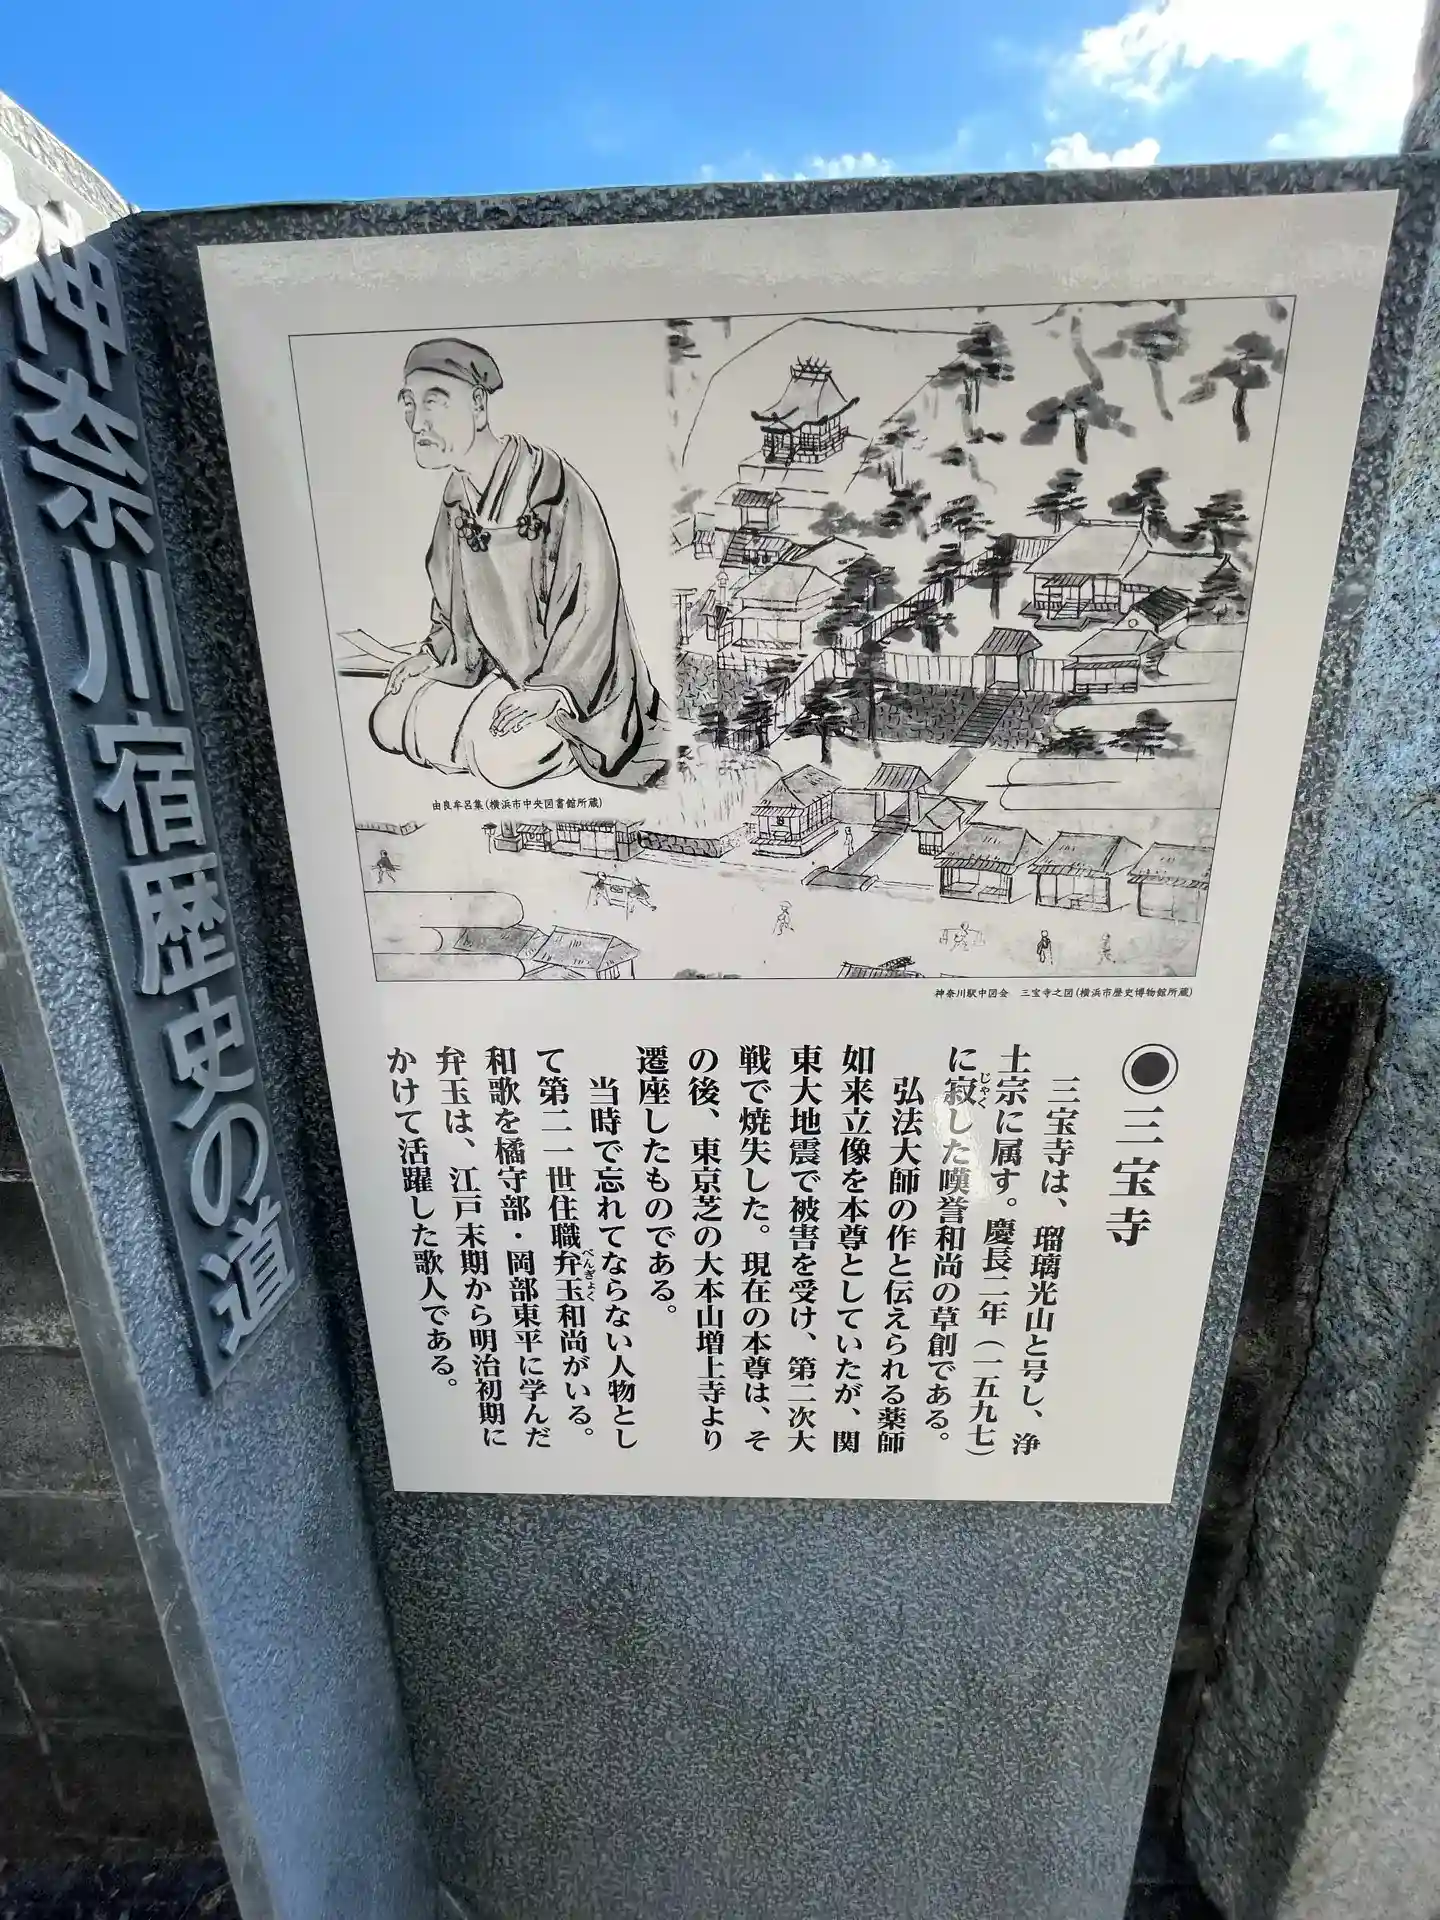 神奈川宿歴史の道
由良牟呂集(横浜市中央図書館所蔵)
神奈川駅中図会　三宝寺之図(横浜市歴史博物館所蔵)
◉三宝寺
三宝寺は、瑠璃光山と号し、浄
土宗に属す。慶長二年（一五九七）
に寂じゃくした嘆誉和尚の草創である。
弘法大師の作と伝えられる薬師
如来立像を本尊としていたが、関
東大地震で被害を受け、第二次大
戦で焼失した。現在の本尊は、そ
の後、東京芝の大本山増上寺より
遷座したものである。
当時で忘れてならない人物とし
て第二一世住職弁玉べんぎょく和尚がいる。
和歌を橘守部・岡部東平に学んだ
弁玉は、江戸末期から明治初期に
かけて活躍した歌人である。